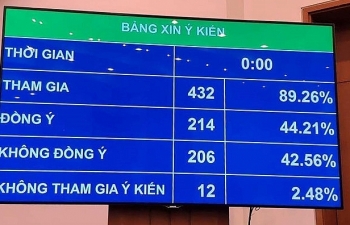 BẢNG XIN Ý KIẾN
THỜI GIAN 0:00
THAM GIA 432 89.26%
ĐỒNG Ý 214 44.21%
KHÔNG ĐỒNG Ý 206 42.56%
KHÔNG THAM GIA Ý KIẾN 12 2.48%